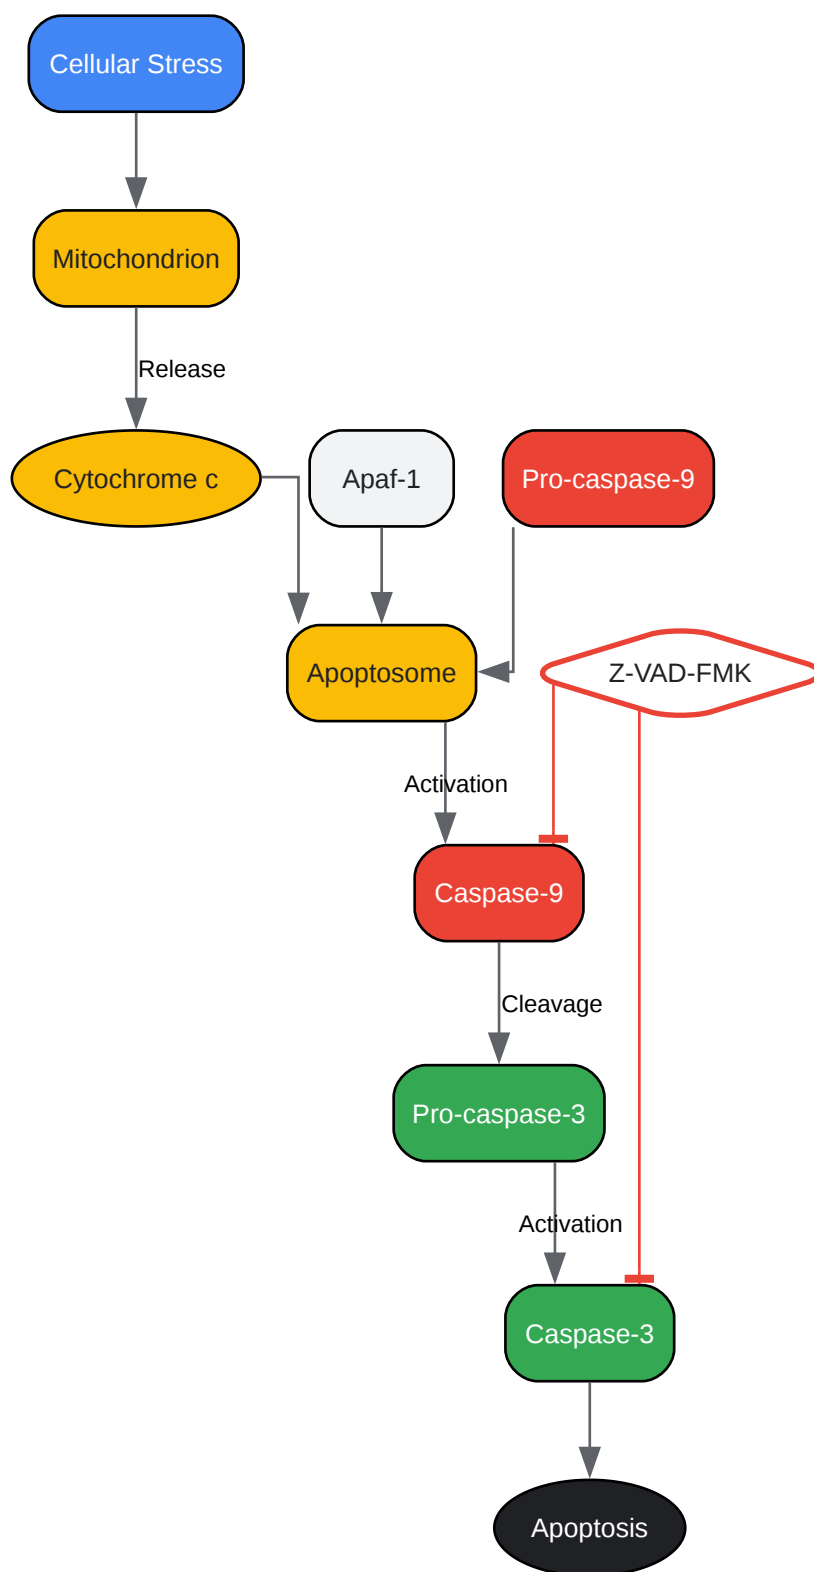 Cellular Stress
Mitochondrion
Release
Cytochrome c
Apaf-1
Pro-caspase-9
Apoptosome
Z-VAD-FMK
Activation
Caspase-9
Cleavage
Pro-caspase-3
Activation
Caspase-3
Apoptosis